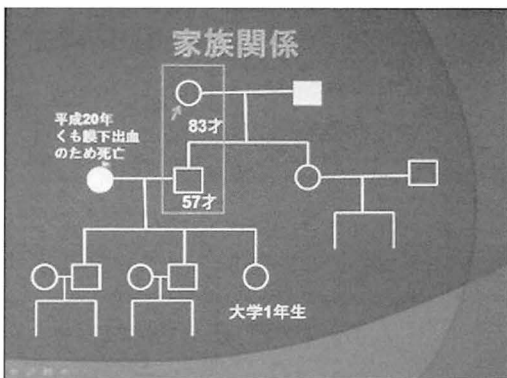 家族関係
平成20年
くも膜下出血
のため死亡
83才
57才
大学1年生